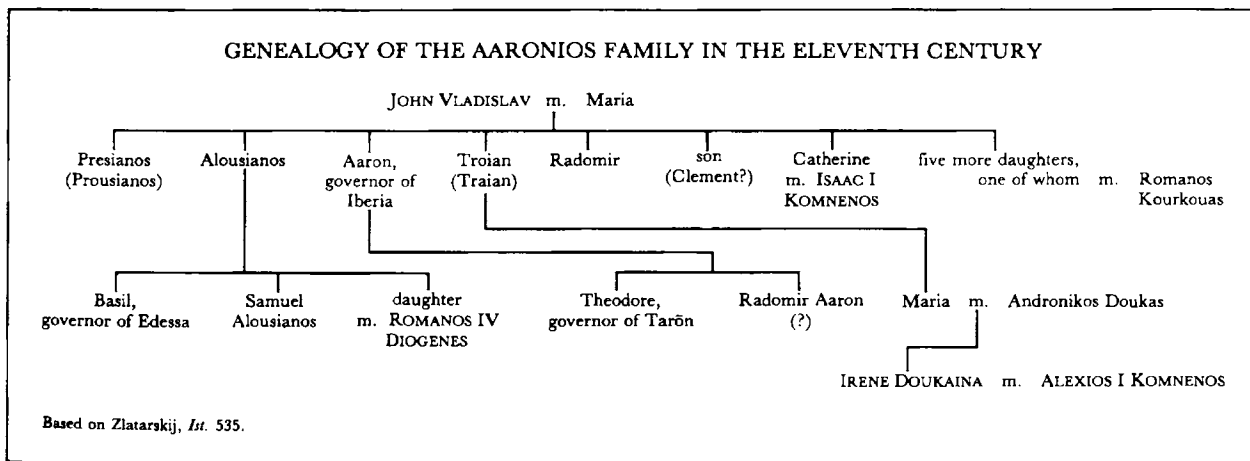 GENEALOGY OF THE AARONIOS FAMILY IN THE ELEVENTH CENTURY
JOHN VLADISLAV m. Maria
Presianos
(Prousianos)
Alousianos
Aaron,
governor of
Iberia
Troian
(Traian)
Radomir
son
(Clement?)
Catherine
m. ISAAC I
KOMNENOS
five more daughters,
one of whom m. Romanos
Kourkouas
Basil,
governor of Edessa
Samuel
Alousianos
daughter
m. ROMANOS IV
DIOGENES
Theodore,
governor of Tarōn
Radomir Aaron
(?)
Maria m. Andronikos Doukas
IRENE DOUKAINA m. ALEXIOS I KOMNENOS
Based on Zlatarskij, Ist. 535.